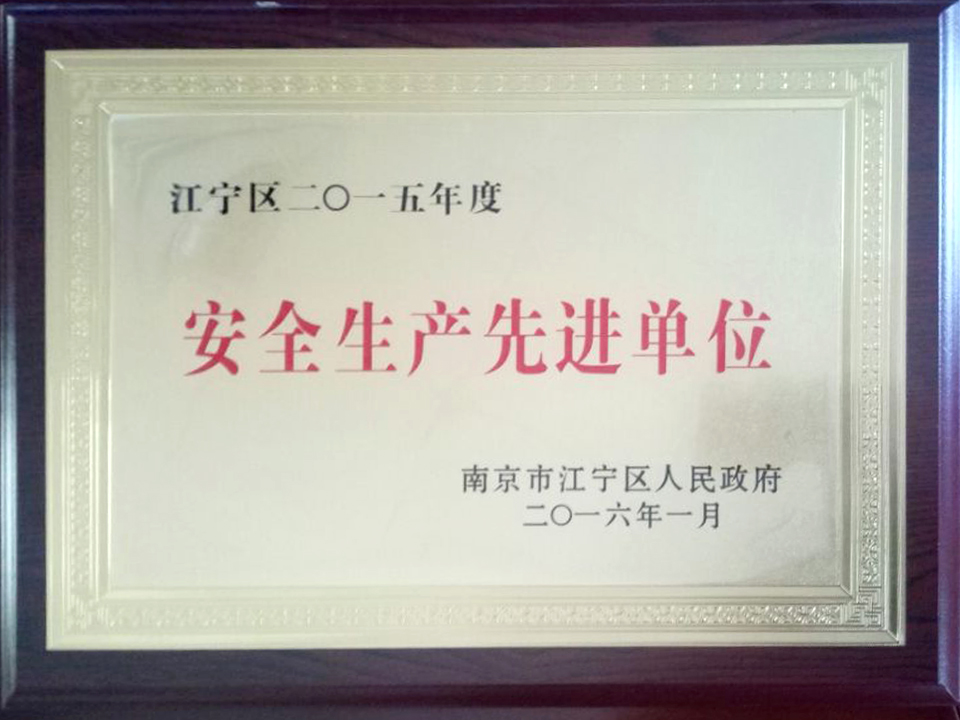 江宁区二〇一五年度
安全生产先进单位
南京市江宁区人民政府
二〇一六年一月